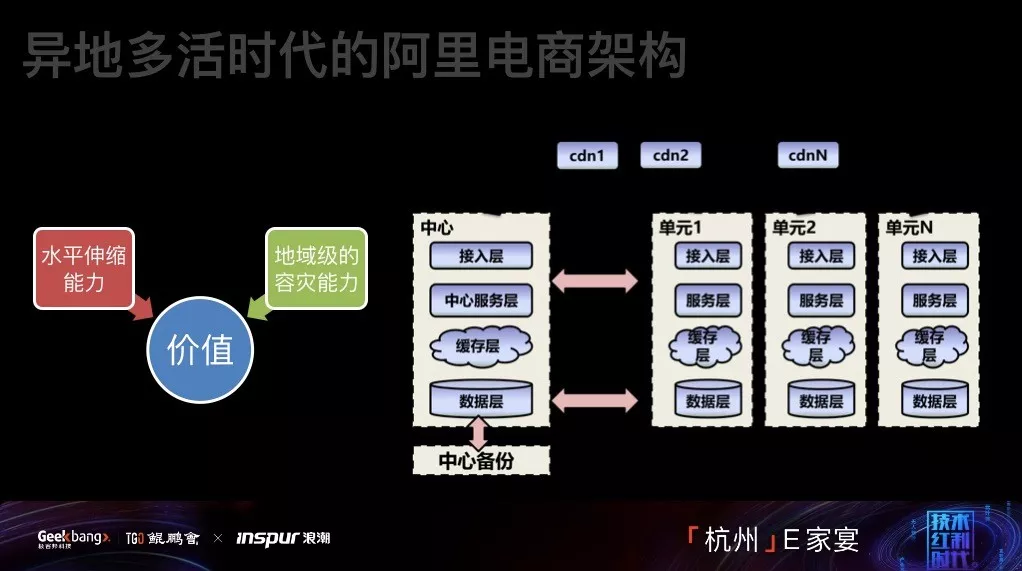 异地多活时代的阿里电商架构
cdn1
cdn2
cdnN
水平伸缩
能力
地域级的
容灾能力
价值
中心
接入层
中心服务层
缓存层
数据层
中心备份
单元1
接入层
服务层
缓存
层
数据层
单元2
接入层
服务层
缓存
层
数据层
单元N
接入层
服务层
缓存
层
数据层
Geekbang>.
极客邦科技
TGO 鲲鹏會
×
inspur 浪潮
「杭州」E 家宴
技术
红利
时代。